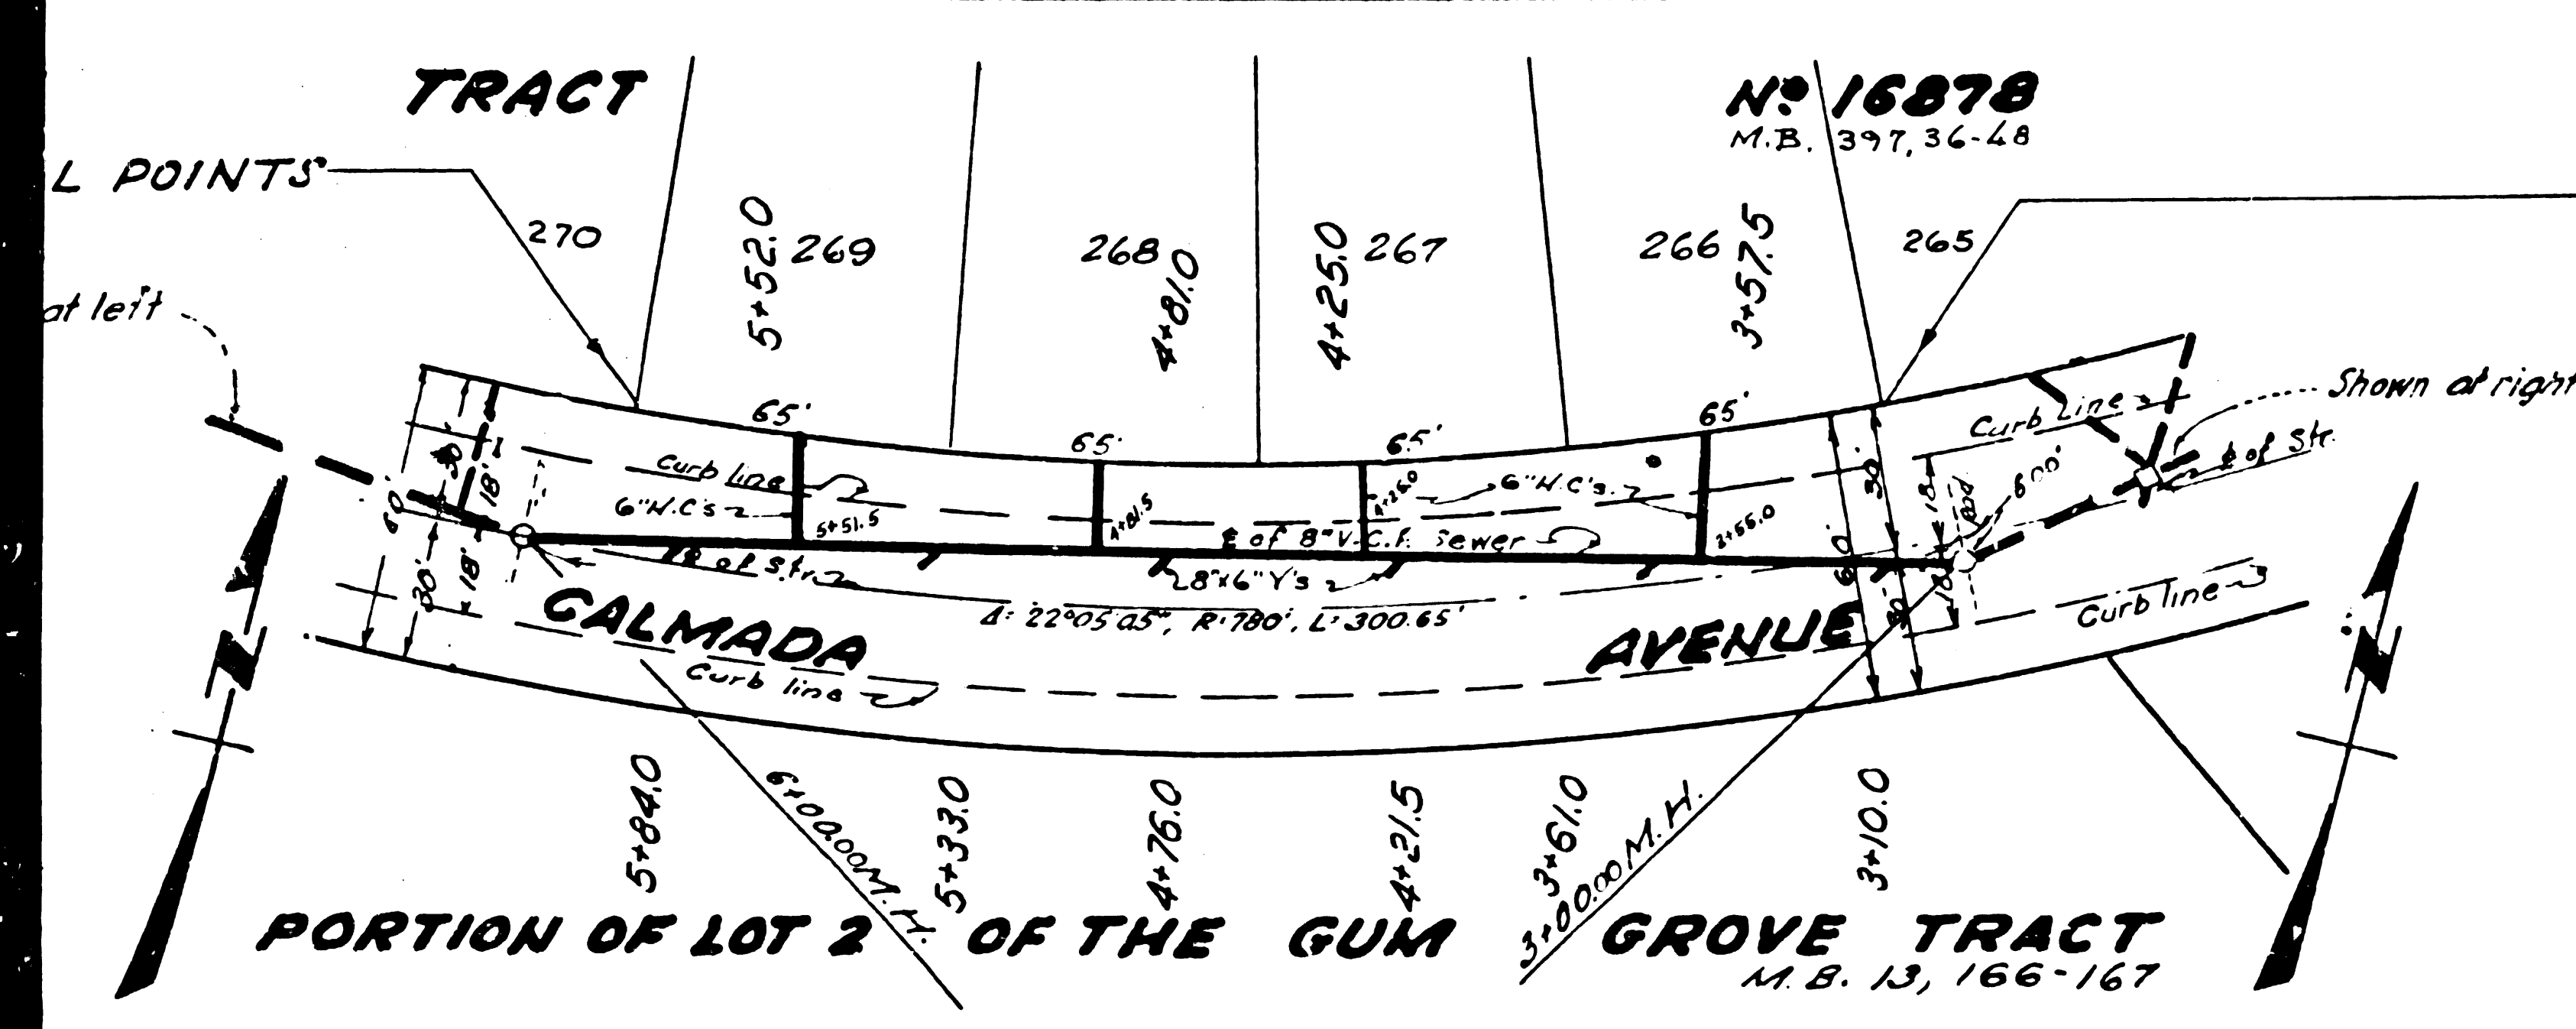 TRACT
Nº 16878
M.B. 397, 36-48
L POINTS
270
5+52.0
269
268
4+81.0
4+25.0
267
266
3+57.5
265
at left
Shown at right
65'
65'
65'
65'
Curb line
Curb Line
℄ of Str.
30'
18'
60'
30'
18'
6" H.C's
5+51.5
4+81.5
4+26.0
6" H.C's.
℄ of 8" V.C.P. Sewer
30'
18'
60'
30'
18'
Rad
6.00'
℄ of Str.
8"x6" Y's
Δ: 22°05'05", R:780', L:300.65'
GALMADA
AVENUE
Curb line
Curb line
5+84.0
6+00.00 M.H.
5+33.0
4+76.0
4+21.5
3+61.0
3+00.00 M.H.
3+10.0
N
N
PORTION OF LOT 2 OF THE GUM GROVE TRACT
M.B. 13, 166-167